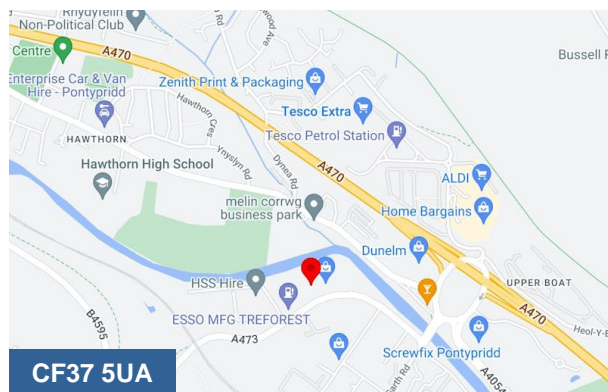 Rhydyfelin
Non-Political Club
Centre
A470
Enterprise Car & Van
Hire - Pontypridd
Zenith Print & Packaging
Bussel
Hawthorn Cres
Tesco Extra
Tesco Petrol Station
HAWTHORN
Ynyslyn Rd
Dynea Rd
A470
Hawthorn High School
ALDI
melin corrwg
business park
Home Bargains
Dunelm
HSS Hire
UPPER BOAT
B4595
ESSO MFG TREFOREST
A470
A473
Screwfix Pontypridd
A4054
CF37 5UA